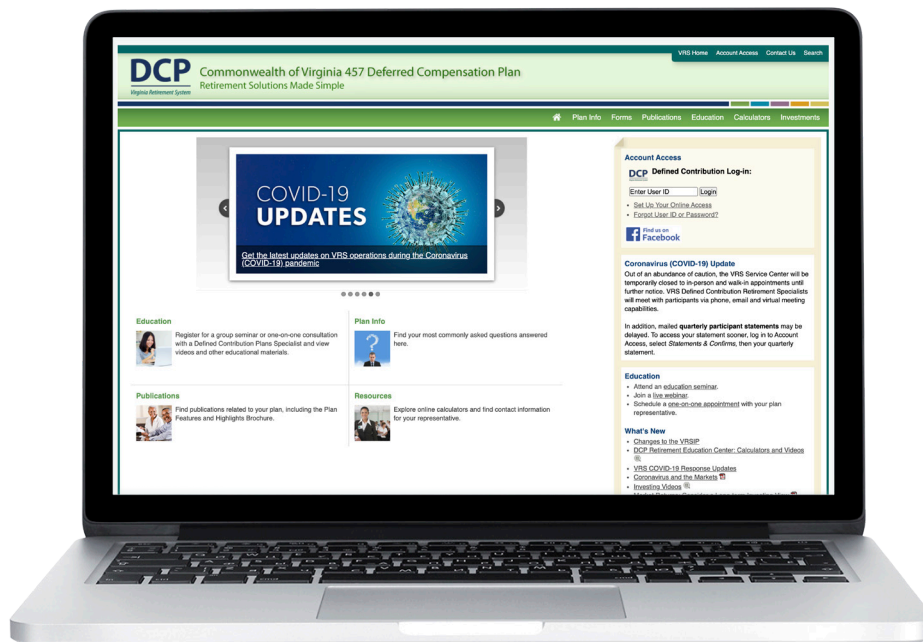 VRS Home Account Access Contact Us Search
DCP
Virginia Retirement System
Commonwealth of Virginia 457 Deferred Compensation Plan
Retirement Solutions Made Simple
Plan Info Forms Publications Education Calculators Investments
COVID-19
UPDATES
Get the latest updates on VRS operations during the Coronavirus
(COVID-19) pandemic
Education
Register for a group seminar or one-on-one consultation
with a Defined Contribution Plans Specialist and view
videos and other educational materials.
Plan Info
Find your most commonly asked questions answered
here.
Publications
Find publications related to your plan, including the Plan
Features and Highlights Brochure.
Resources
Explore online calculators and find contact information
for your representative.
Account Access
DCP Defined Contribution Log-in:
Enter User ID Login
Set Up Your Online Access
Forgot User ID or Password?
Find us on
Facebook
Coronavirus (COVID-19) Update
Out of an abundance of caution, the VRS Service Center will be
temporarily closed to in-person and walk-in appointments until
further notice. VRS Defined Contribution Retirement Specialists
will meet with participants via phone, email and virtual meeting
capabilities.
In addition, mailed quarterly participant statements may be
delayed. To access your statement sooner, log in to Account
Access, select Statements & Confirms, then your quarterly
statement.
Education
Attend an education seminar.
Join a live webinar.
Schedule a one-on-one appointment with your plan
representative.
What's New
Changes to the VRSIP
DCP Retirement Education Center: Calculators and Videos
VRS COVID-19 Response Updates
Coronavirus and the Markets
Investing Videos